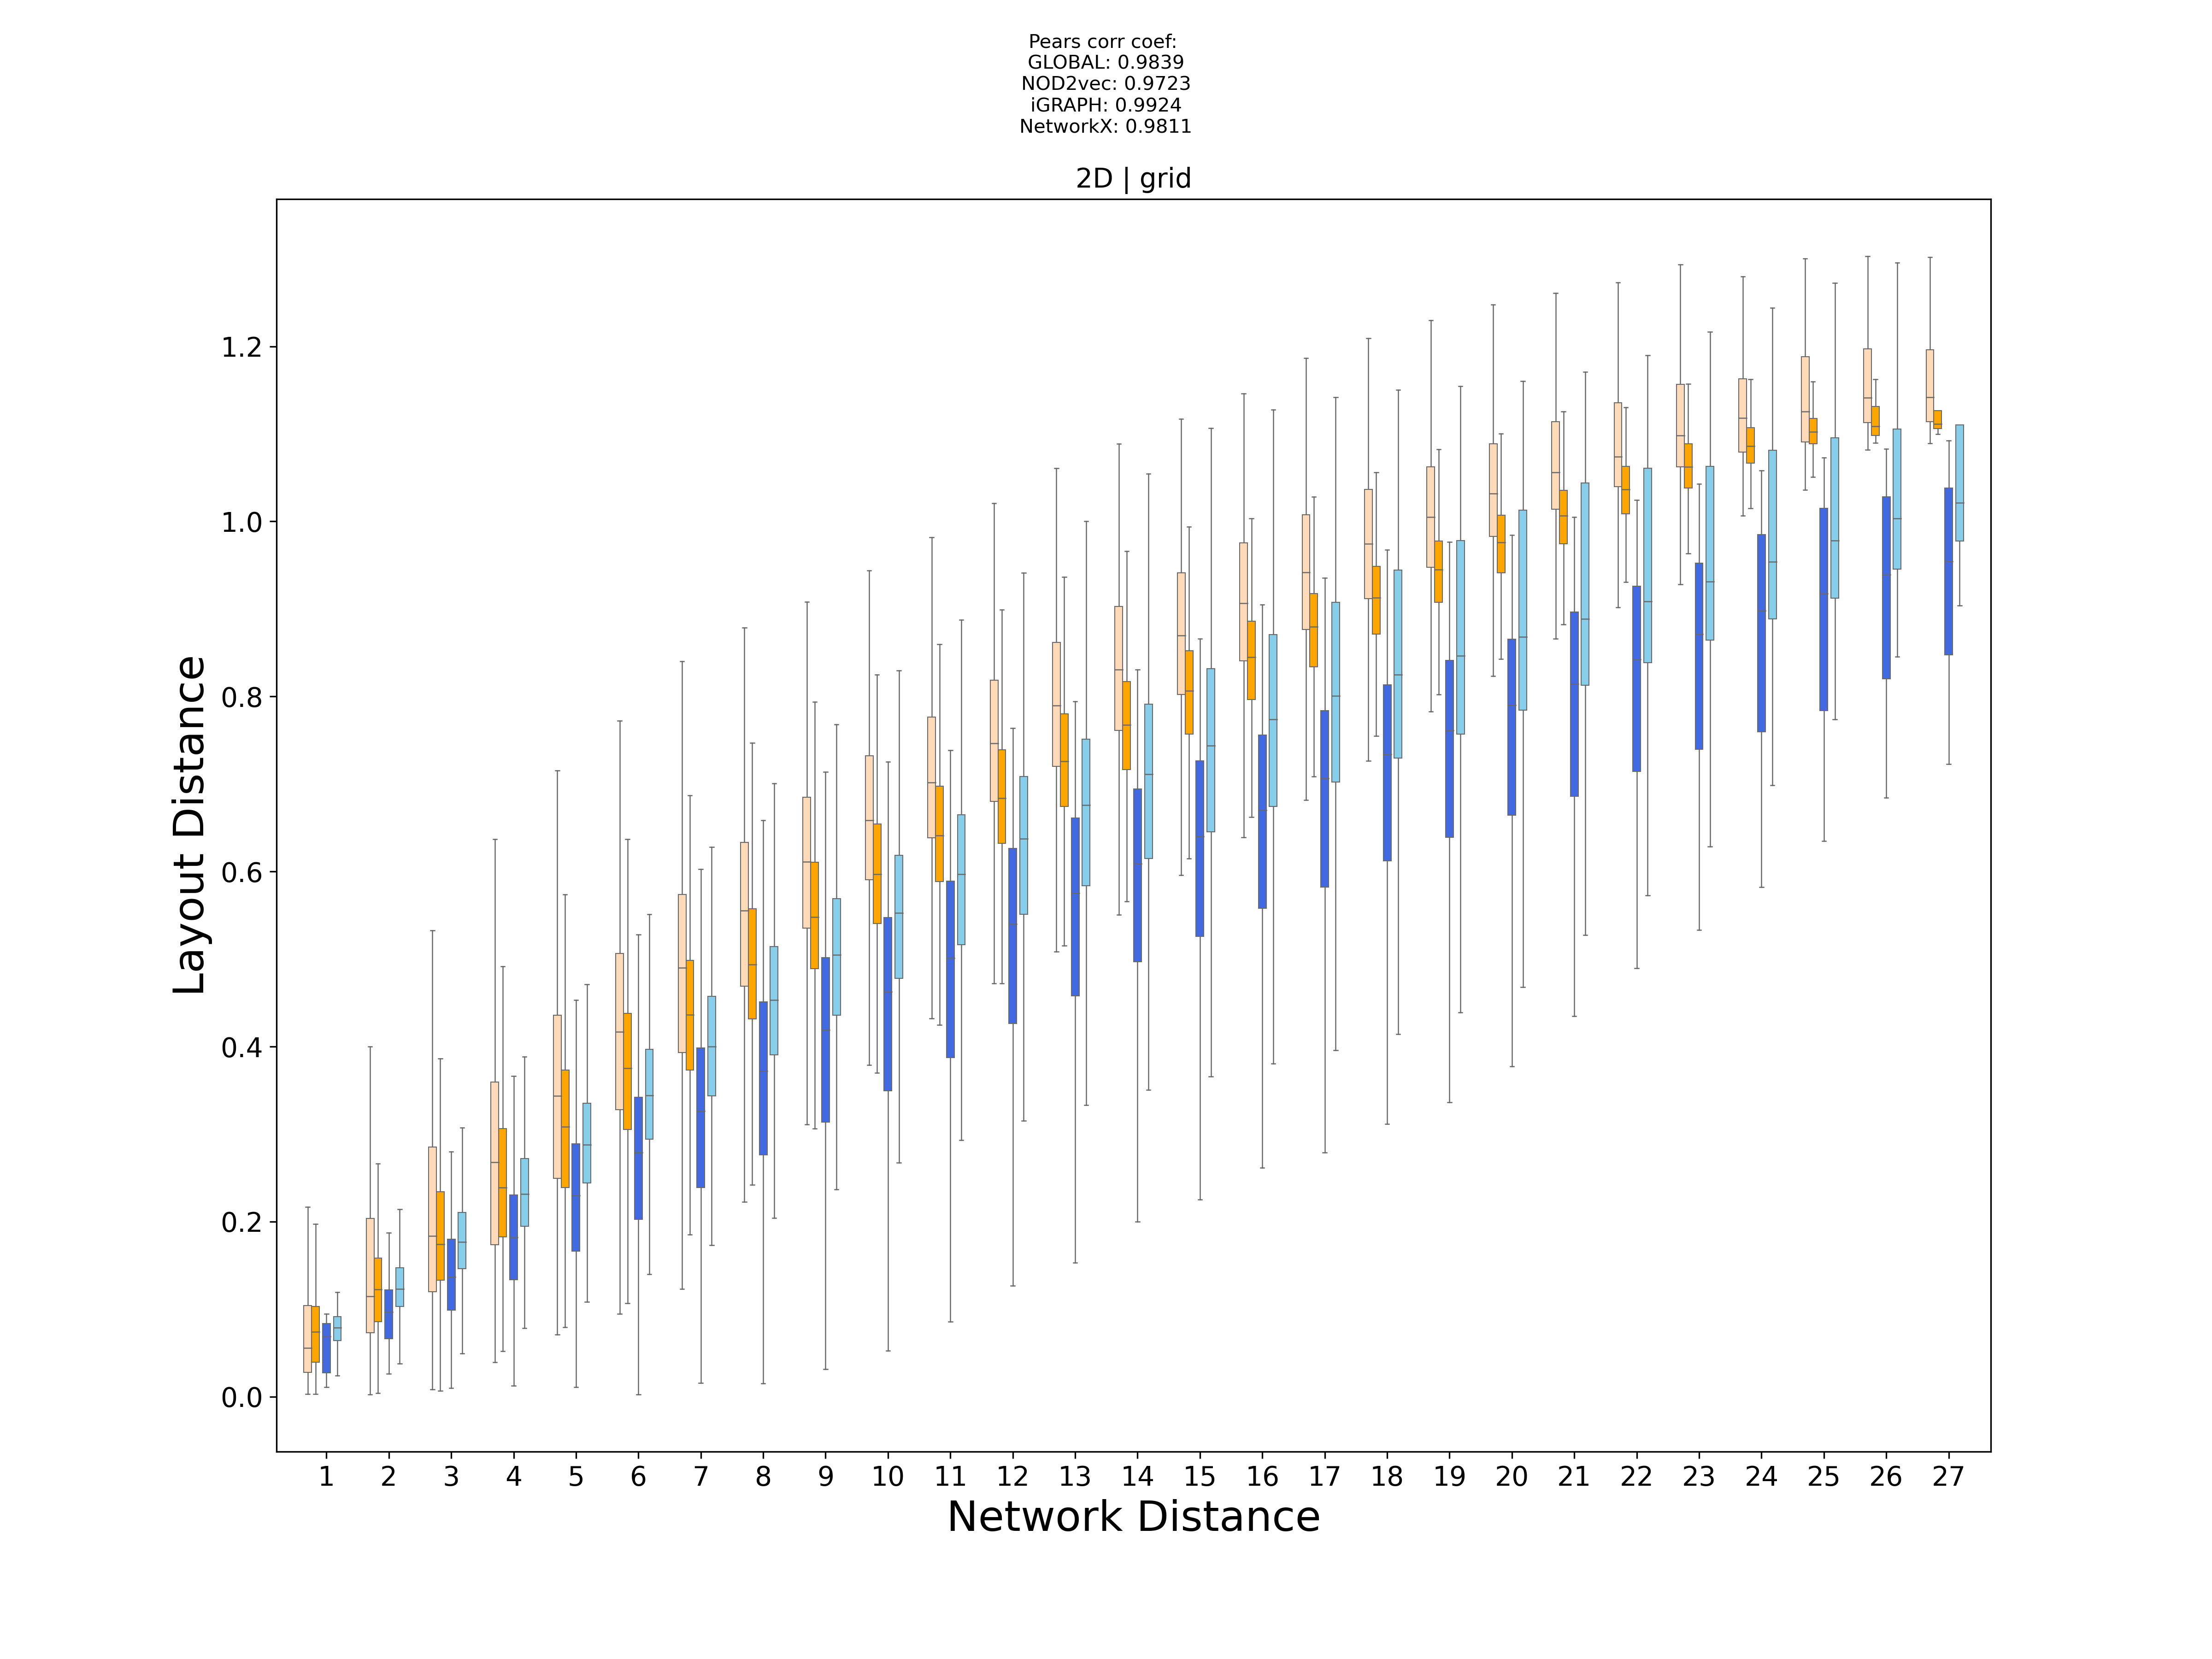 Pears corr coef:
GLOBAL: 0.9839
NOD2vec: 0.9723
iGRAPH: 0.9924
NetworkX: 0.9811
2D | grid
Layout Distance
1.2
1.0
0.8
0.6
0.4
0.2
0.0
1 2 3 4 5 6 7 8 9 10 11 12 13 14 15 16 17 18 19 20 21 22 23 24 25 26 27
Network Distance